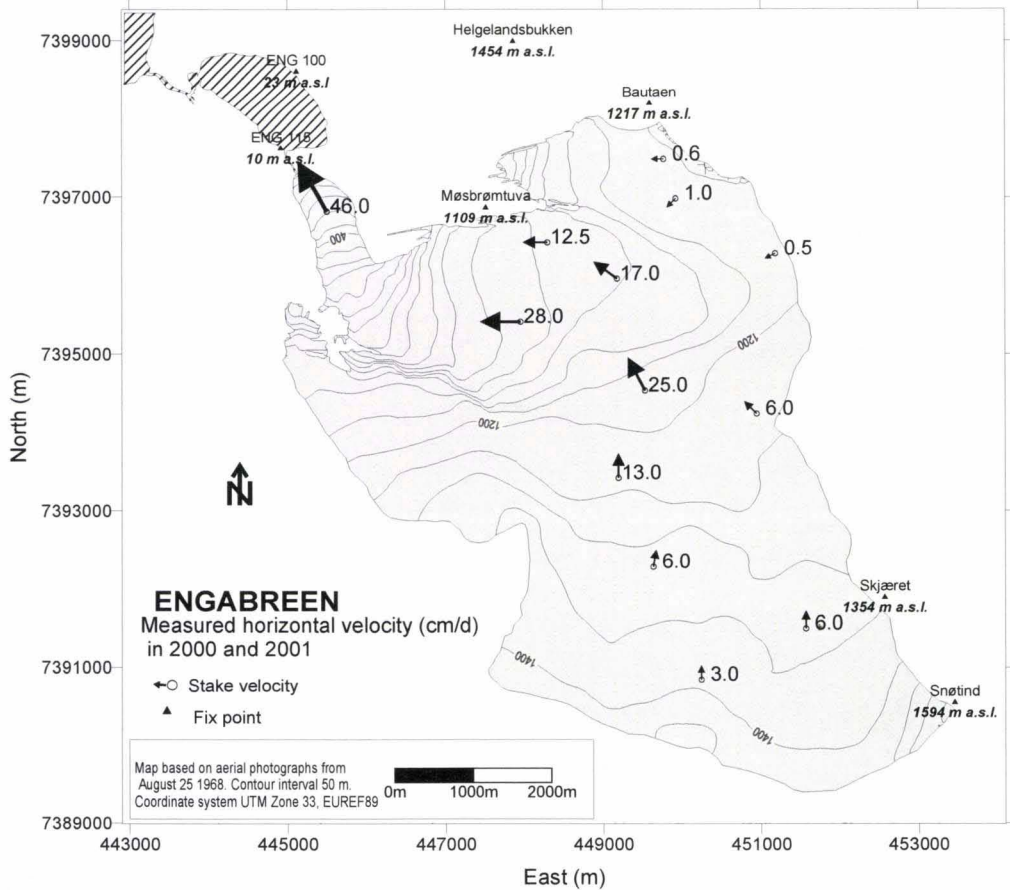 7399000
7397000
7395000
7393000
7391000
7389000
North (m)
443000
445000
447000
449000
451000
453000
East (m)
Helgelandsbukken
1454 m a.s.l.
ENG 100
23 m a.s.l
Bautaen
1217 m a.s.l.
ENG 115
10 m a.s.l.
Møsbrømtuva
1109 m a.s.l.
0.6
1.0
0.5
46.0
400
12.5
17.0
28.0
1200
25.0
6.0
1200
13.0
6.0
Skjæret
1354 m a.s.l.
6.0
3.0
1400
1400
Snøtind
1594 m a.s.l.
N
ENGABREEN
Measured horizontal velocity (cm/d)
in 2000 and 2001
Stake velocity
Fix point
Map based on aerial photographs from
August 25 1968. Contour interval 50 m.
Coordinate system UTM Zone 33, EUREF89
0m
1000m
2000m